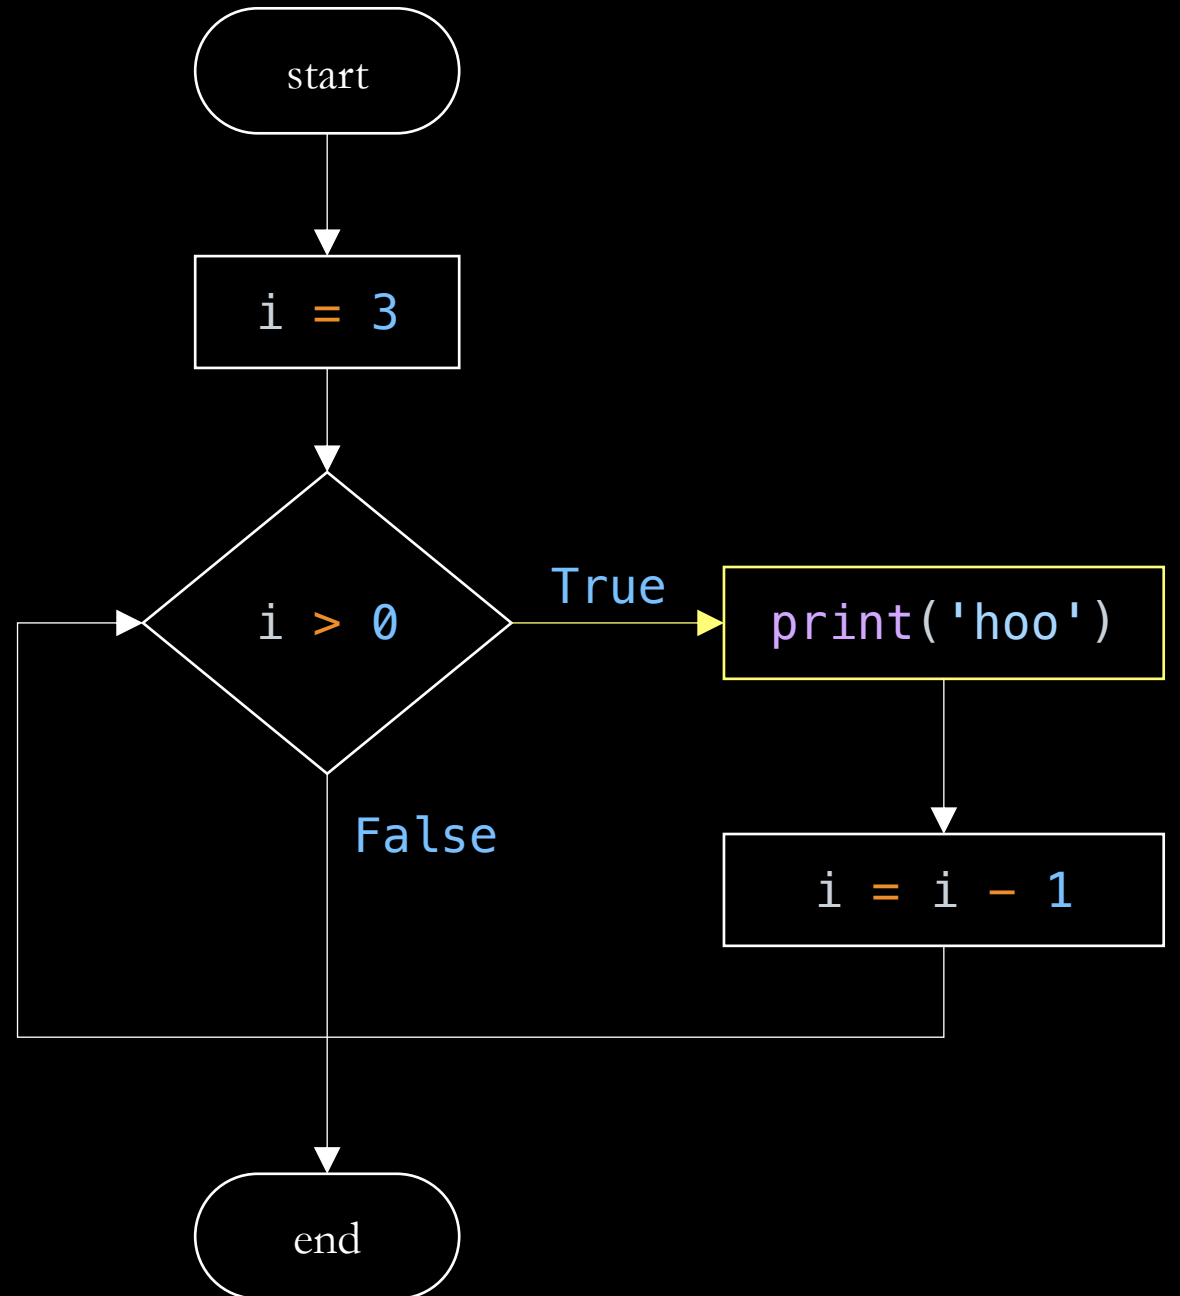 start
i = 3
i > 0
True
print('hoo')
False
i = i - 1
end